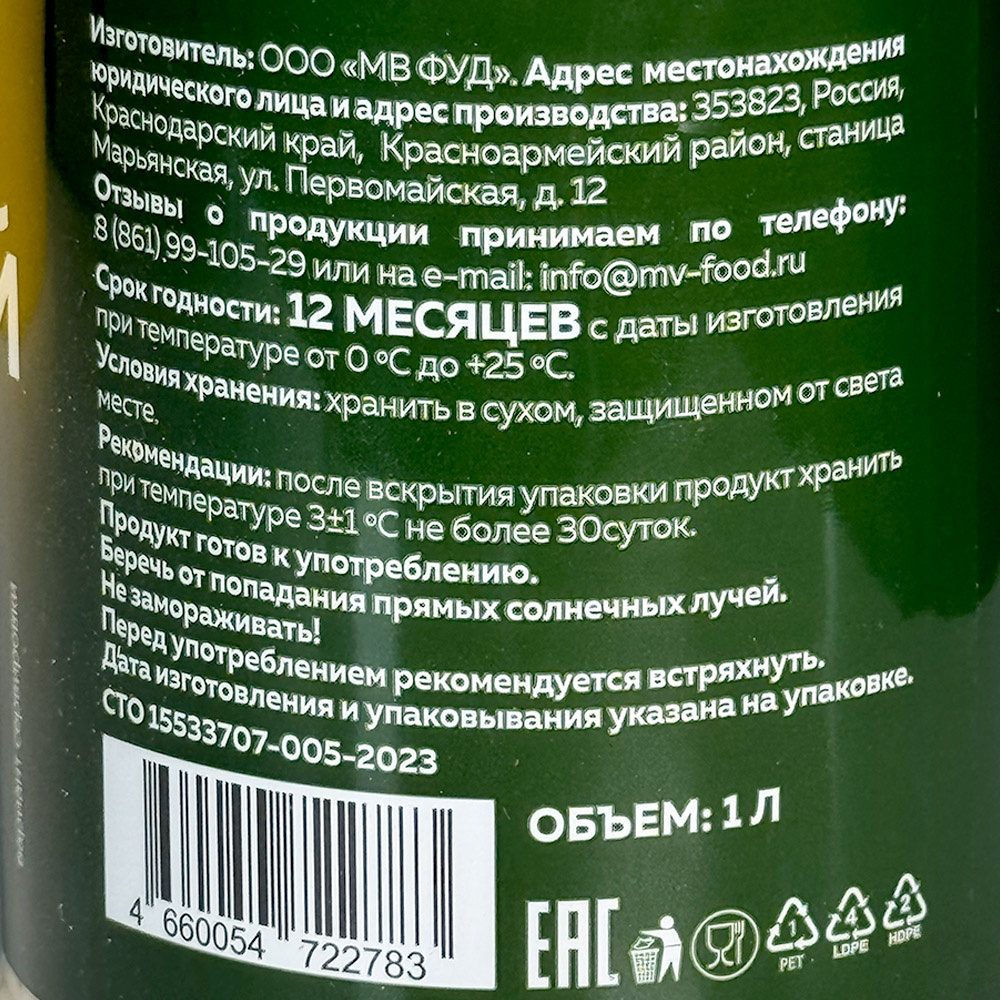 Изготовитель: ООО «МВ ФУД». Адрес местонахождения
юридического лица и адрес производства: 353823, Россия,
Краснодарский край, Красноармейский район, станица
Марьянская, ул. Первомайская, д. 12
Отзывы о продукции принимаем по телефону:
8 (861) 99-105-29 или на e-mail: info@mv-food.ru
Срок годности: 12 МЕСЯЦЕВ с даты изготовления
при температуре от 0 °С до +25 °С.
Условия хранения: хранить в сухом, защищенном от света
месте.
Рекомендации: после вскрытия упаковки продукт хранить
при температуре 3±1 °С не более 30суток.
Продукт готов к употреблению.
Беречь от попадания прямых солнечных лучей.
Не замораживать!
Перед употреблением рекомендуется встряхнуть.
Дата изготовления и упаковывания указана на упаковке.
СТО 15533707-005-2023
ОБЪЕМ: 1 Л
4 660054 722783
EAC
1 PET
4 LDPE
2 HDPE